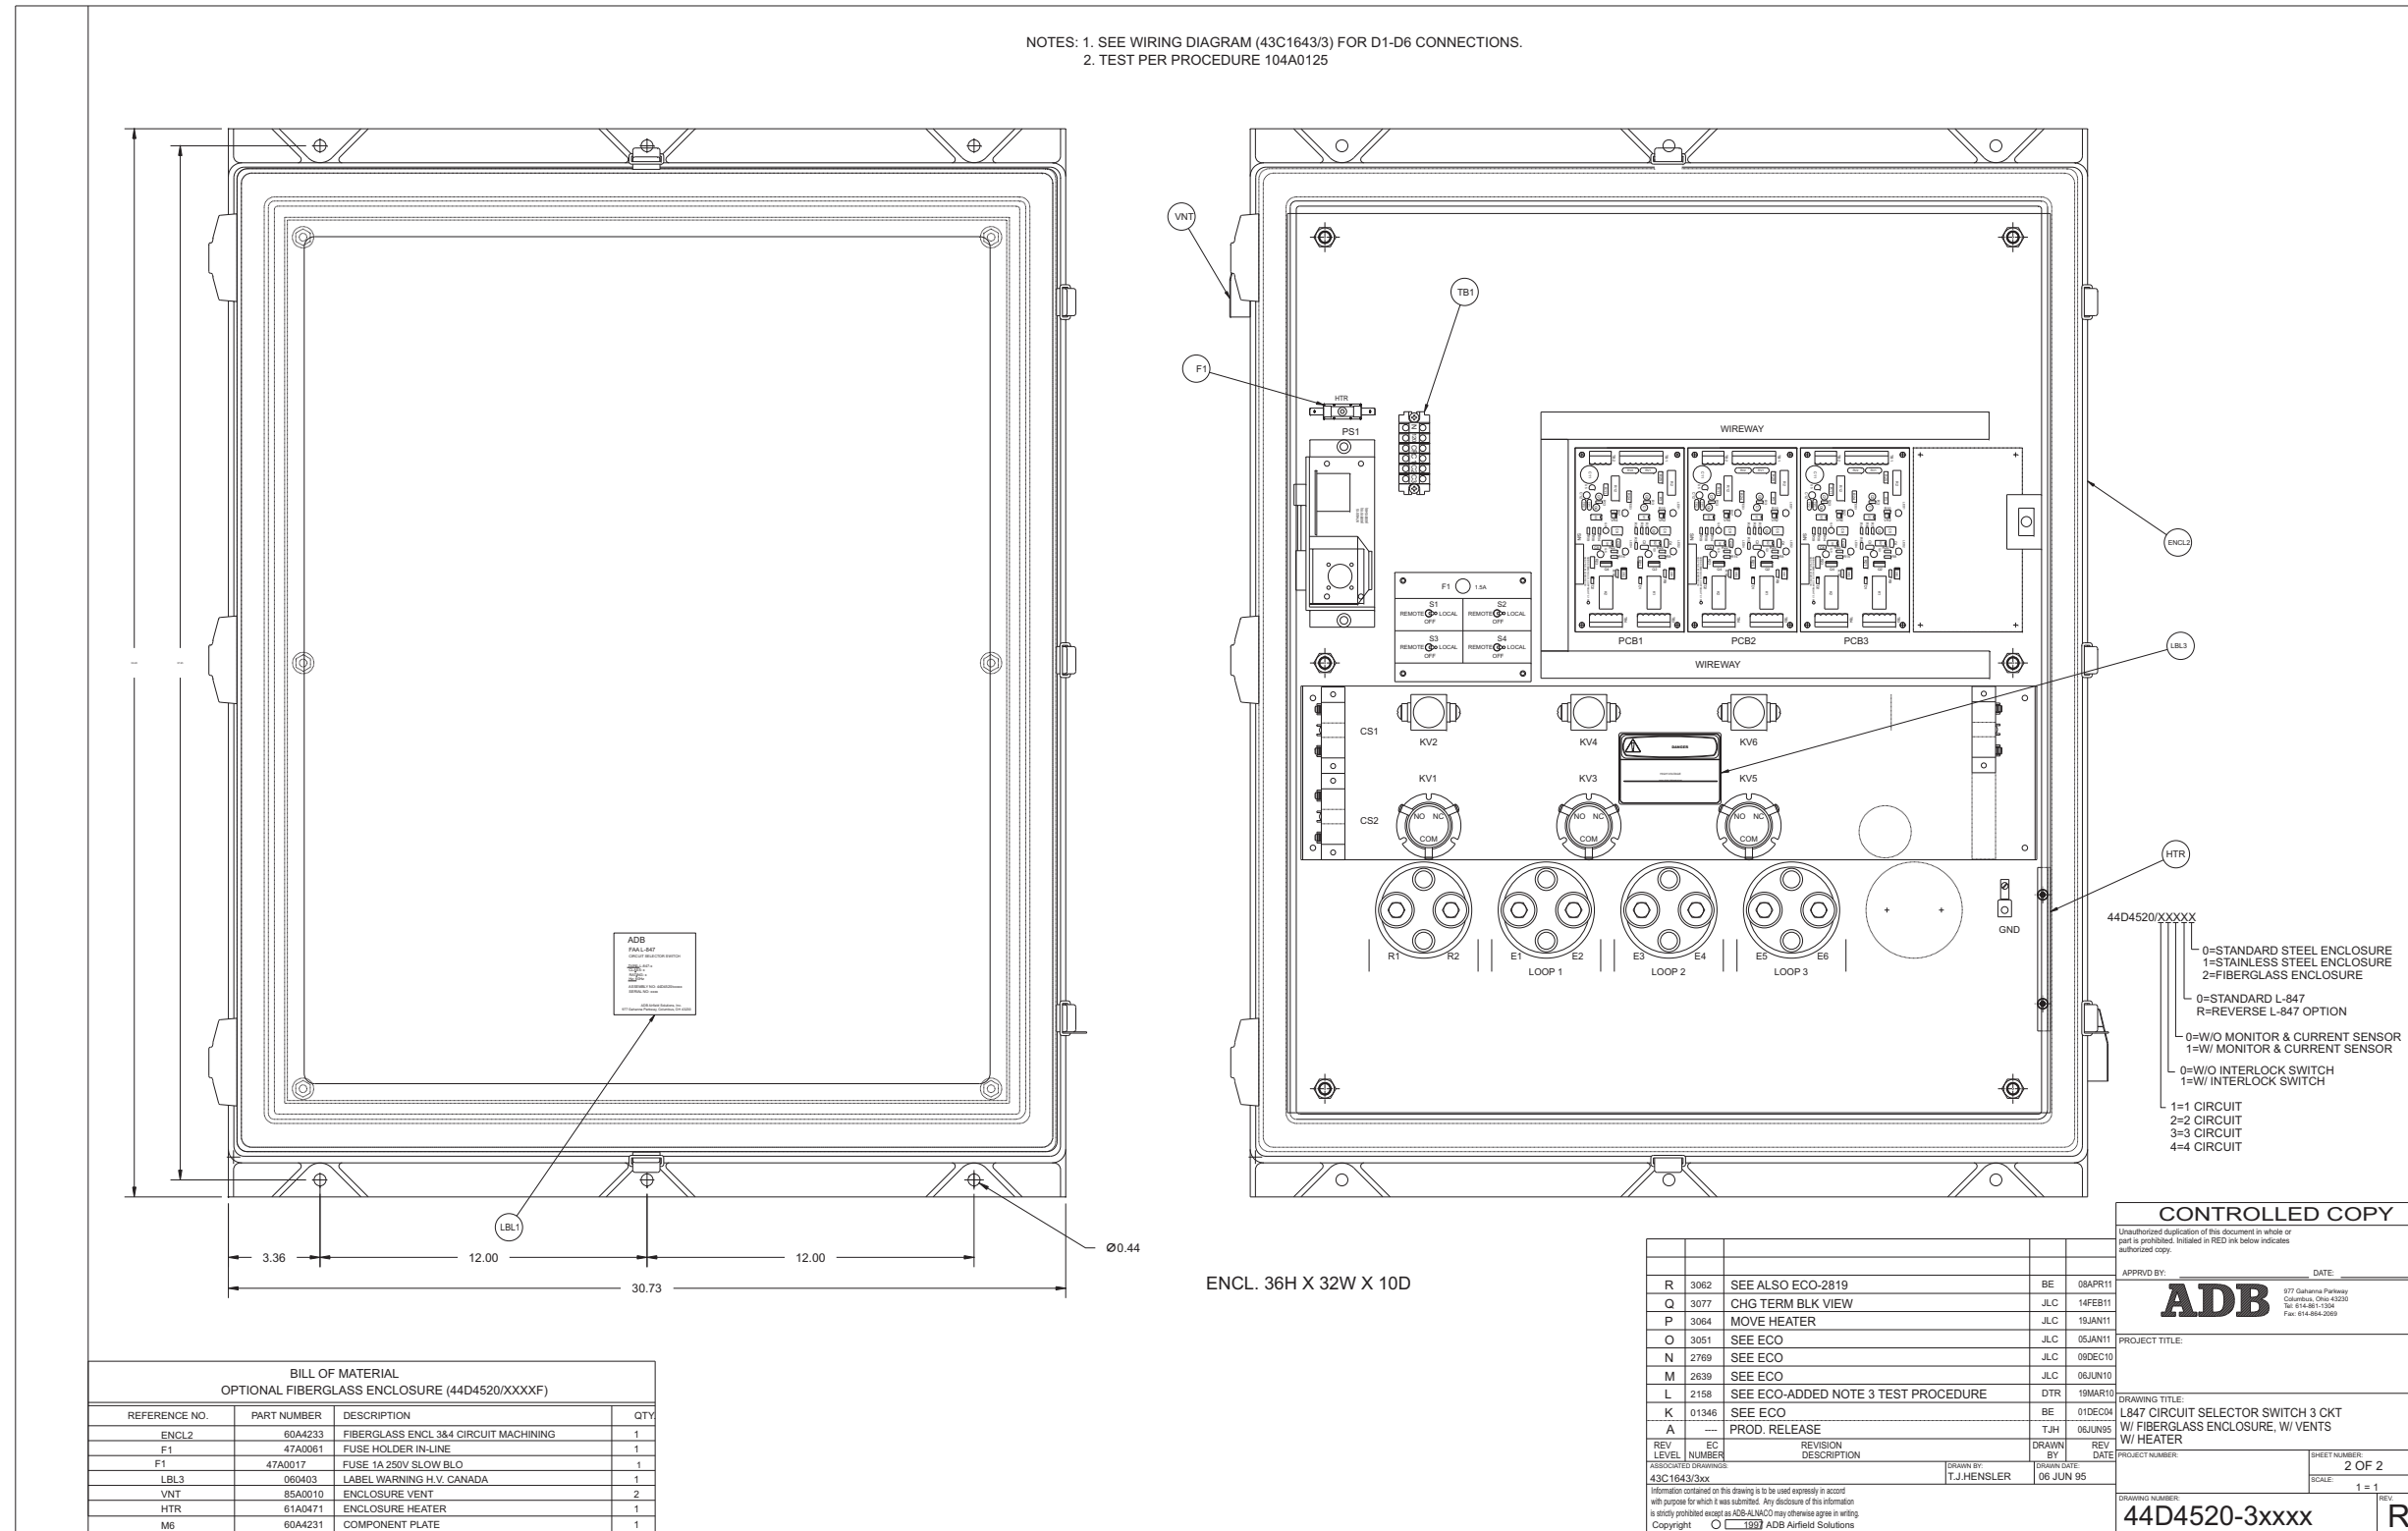 NOTES: 1. SEE WIRING DIAGRAM (43C1643/3) FOR D1-D6 CONNECTIONS.
2. TEST PER PROCEDURE 104A0125
VNT
TB1
F1
HTR
PS1
WIREWAY
ENCL2
F1 1.5A
S1 S2
REMOTE LOCAL REMOTE LOCAL
OFF OFF
S3 S4
REMOTE LOCAL REMOTE LOCAL
OFF OFF
PCB1 PCB2 PCB3
WIREWAY
LBL3
CS1
KV2 KV4 KV6
DANGER
KV1 KV3 KV5
CS2
NO NC NO NC NO NC
COM COM COM
HTR
R1 R2 E1 E2 E3 E4 E5 E6
LOOP 1 LOOP 2 LOOP 3
GND
ADB
FAA L-847
CIRCUIT SELECTOR SWITCH
LBL1
3.36 12.00 12.00
Ø0.44
30.73
ENCL. 36H X 32W X 10D
44D4520/XXXXX
0=STANDARD STEEL ENCLOSURE
1=STAINLESS STEEL ENCLOSURE
2=FIBERGLASS ENCLOSURE
0=STANDARD L-847
R=REVERSE L-847 OPTION
0=W/O MONITOR & CURRENT SENSOR
1=W/ MONITOR & CURRENT SENSOR
0=W/O INTERLOCK SWITCH
1=W/ INTERLOCK SWITCH
1=1 CIRCUIT
2=2 CIRCUIT
3=3 CIRCUIT
4=4 CIRCUIT
BILL OF MATERIAL
OPTIONAL FIBERGLASS ENCLOSURE (44D4520/XXXXF)
REFERENCE NO. PART NUMBER DESCRIPTION QTY.
ENCL2 60A4233 FIBERGLASS ENCL 3&4 CIRCUIT MACHINING 1
F1 47A0061 FUSE HOLDER IN-LINE 1
F1 47A0017 FUSE 1A 250V SLOW BLO 1
LBL3 060403 LABEL WARNING H.V. CANADA 1
VNT 85A0010 ENCLOSURE VENT 2
HTR 61A0471 ENCLOSURE HEATER 1
M6 60A4231 COMPONENT PLATE 1
R 3062 SEE ALSO ECO-2819 BE 08APR11
Q 3077 CHG TERM BLK VIEW JLC 14FEB11
P 3064 MOVE HEATER JLC 19JAN11
O 3051 SEE ECO JLC 05JAN11
N 2769 SEE ECO JLC 09DEC10
M 2639 SEE ECO JLC 06JUN10
L 2158 SEE ECO-ADDED NOTE 3 TEST PROCEDURE DTR 19MAR10
K 01346 SEE ECO BE 01DEC04
A ---- PROD. RELEASE TJH 06JUN95
REV LEVEL EC NUMBER REVISION DESCRIPTION DRAWN BY REV DATE
ASSOCIATED DRAWINGS: DRAWN BY: DRAWN DATE:
43C1643/3xx T.J.HENSLER 06 JUN 95
Information contained on this drawing is to be used expressly in accord
with purpose for which it was submitted. Any disclosure of this information
is strictly prohibited except as ADB-ALNACO may otherwise agree in writing.
Copyright 1997 ADB Airfield Solutions
CONTROLLED COPY
Unauthorized duplication of this document in whole or
part is prohibited. Initialed in RED ink below indicates
authorized copy.
APPRVD BY: DATE:
ADB
977 Gahanna Parkway
Columbus, Ohio 43230
Tel: 614-861-1304
Fax: 614-864-2069
PROJECT TITLE:
DRAWING TITLE:
L847 CIRCUIT SELECTOR SWITCH 3 CKT
W/ FIBERGLASS ENCLOSURE, W/ VENTS
W/ HEATER
PROJECT NUMBER: SHEET NUMBER:
2 OF 2
SCALE:
1 = 1
DRAWING NUMBER: REV.
44D4520-3xxxx R